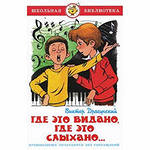 ШКОЛЬНАЯ БИБЛИОТЕКА
Виктор Драгунский
ГДЕ ЭТО ВИДАНО,
ГДЕ ЭТО
СЛЫХАНО...